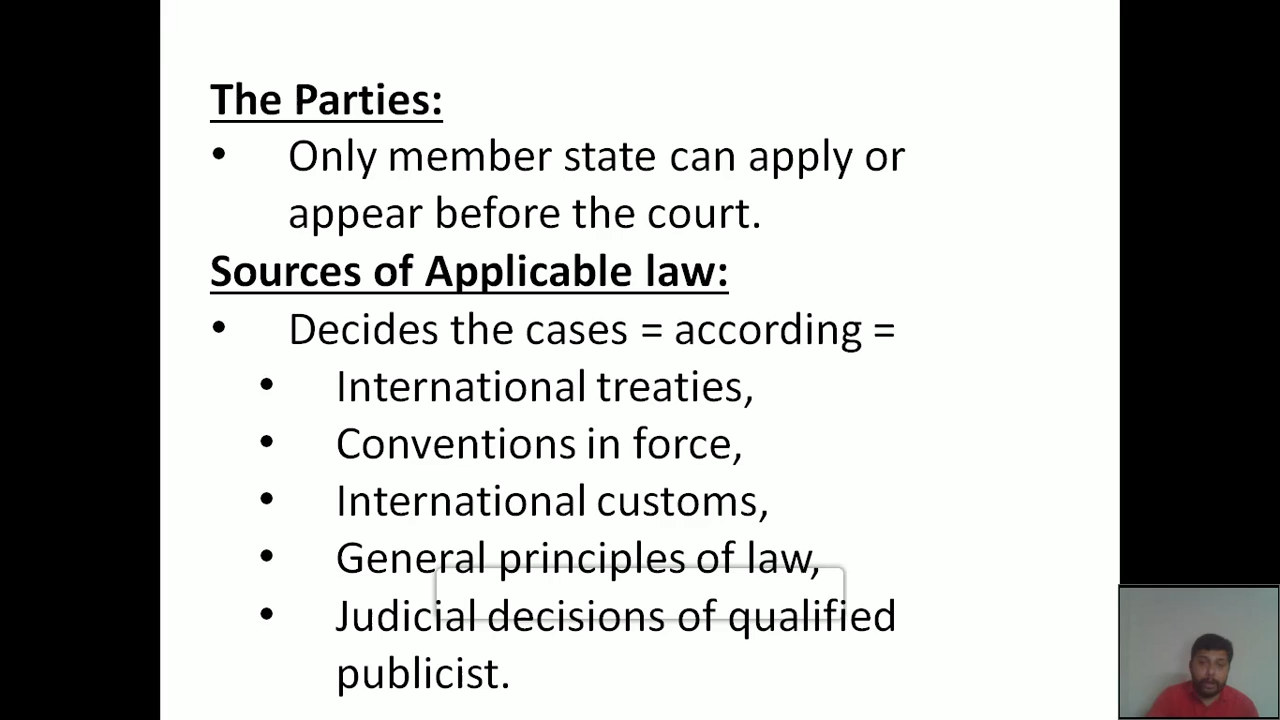 The Parties:
• Only member state can apply or
appear before the court.
Sources of Applicable law:
• Decides the cases = according =
• International treaties,
• Conventions in force,
• International customs,
• General principles of law,
• Judicial decisions of qualified
publicist.